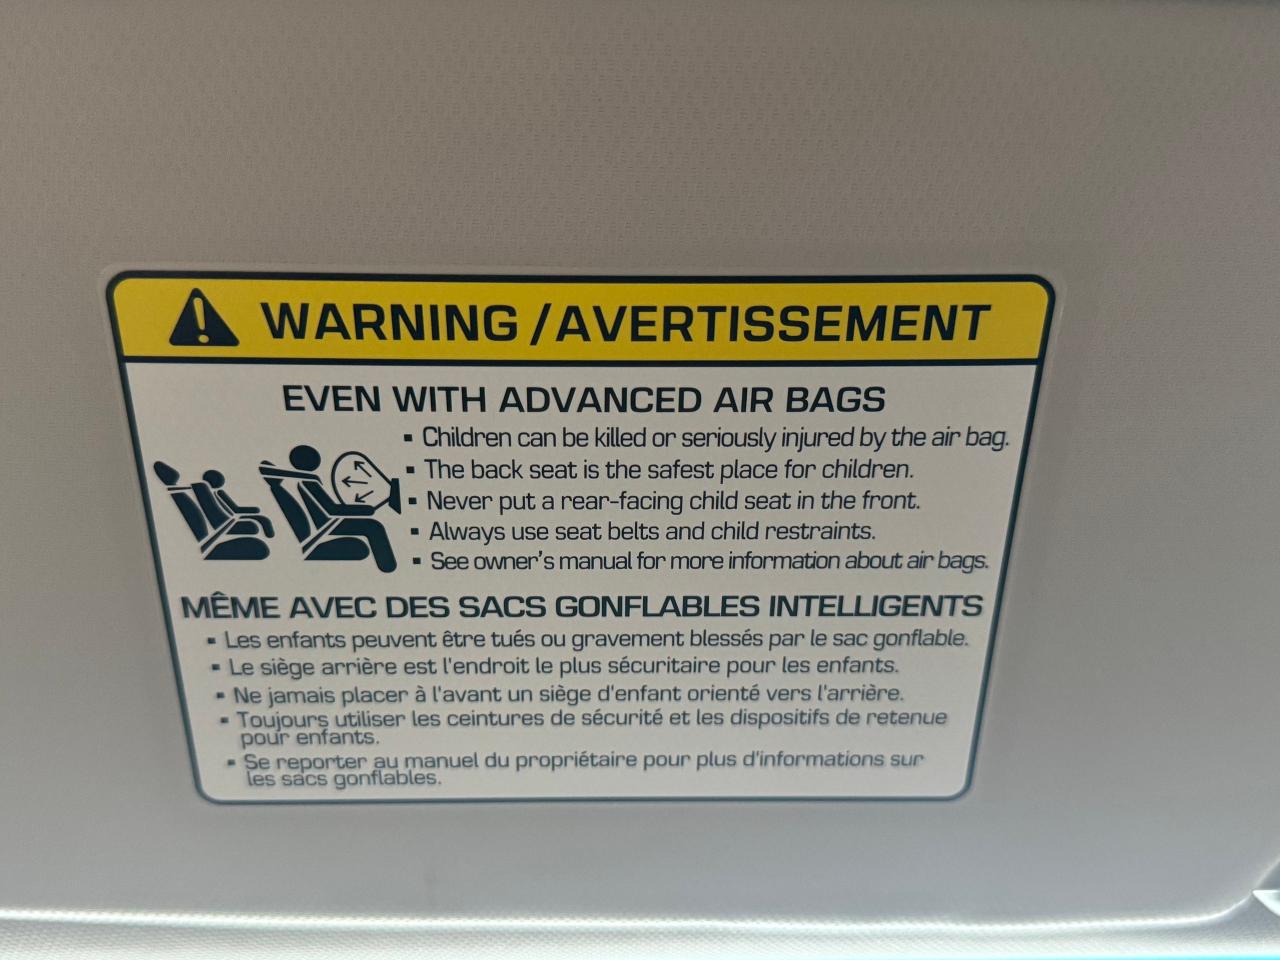 WARNING / AVERTISSEMENT
EVEN WITH ADVANCED AIR BAGS
▪ Children can be killed or seriously injured by the air bag.
▪ The back seat is the safest place for children.
▪ Never put a rear-facing child seat in the front.
▪ Always use seat belts and child restraints.
▪ See owner's manual for more information about air bags.
MÊME AVEC DES SACS GONFLABLES INTELLIGENTS
▪ Les enfants peuvent être tués ou gravement blessés par le sac gonflable.
▪ Le siège arrière est l'endroit le plus sécuritaire pour les enfants.
▪ Ne jamais placer à l'avant un siège d'enfant orienté vers l'arrière.
▪ Toujours utiliser les ceintures de sécurité et les dispositifs de retenue
pour enfants.
▪ Se reporter au manuel du propriétaire pour plus d'informations sur
les sacs gonflables.